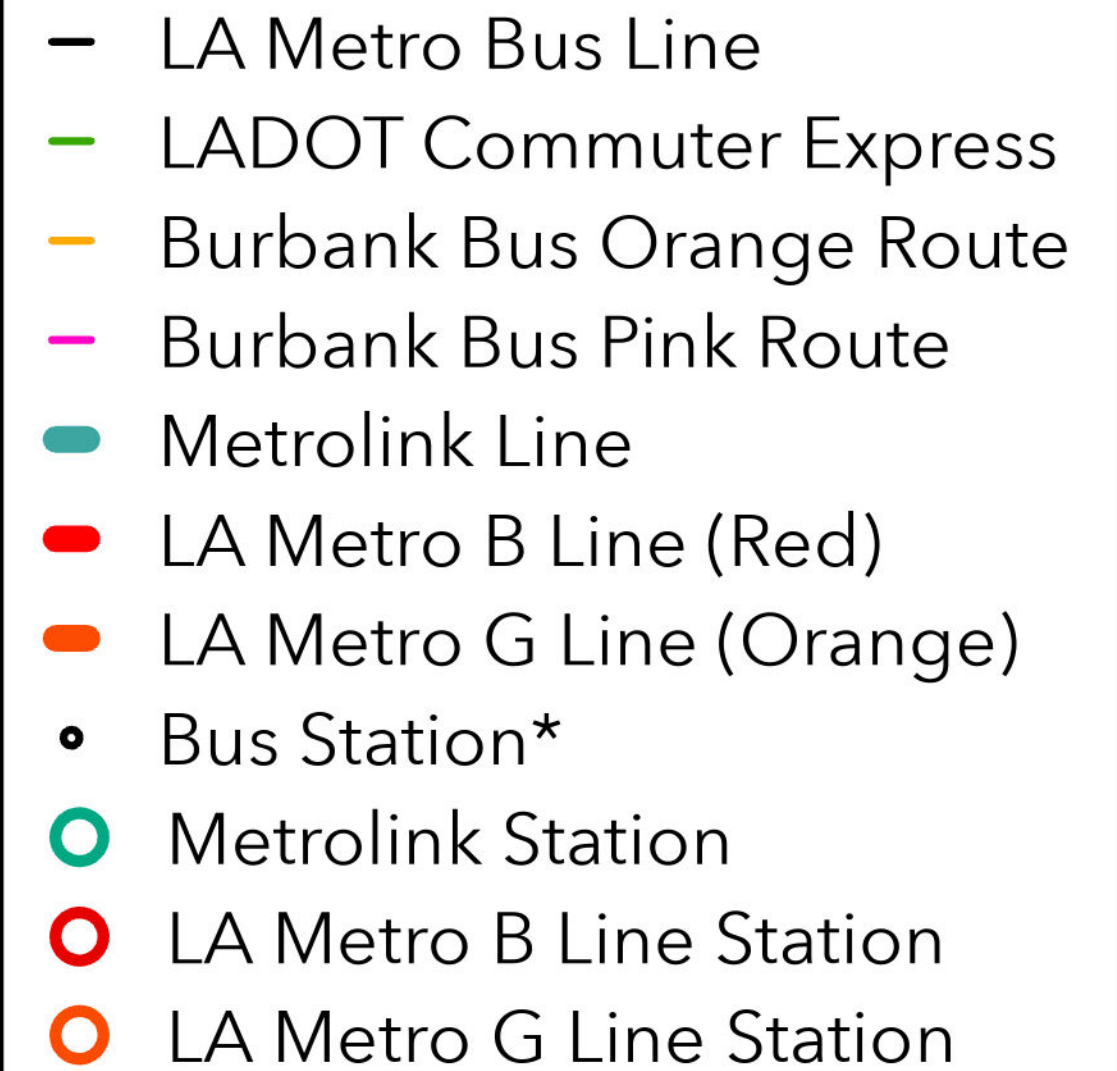 LA Metro Bus Line
LADOT Commuter Express
Burbank Bus Orange Route
Burbank Bus Pink Route
Metrolink Line
LA Metro B Line (Red)
LA Metro G Line (Orange)
Bus Station*
Metrolink Station
LA Metro B Line Station
LA Metro G Line Station